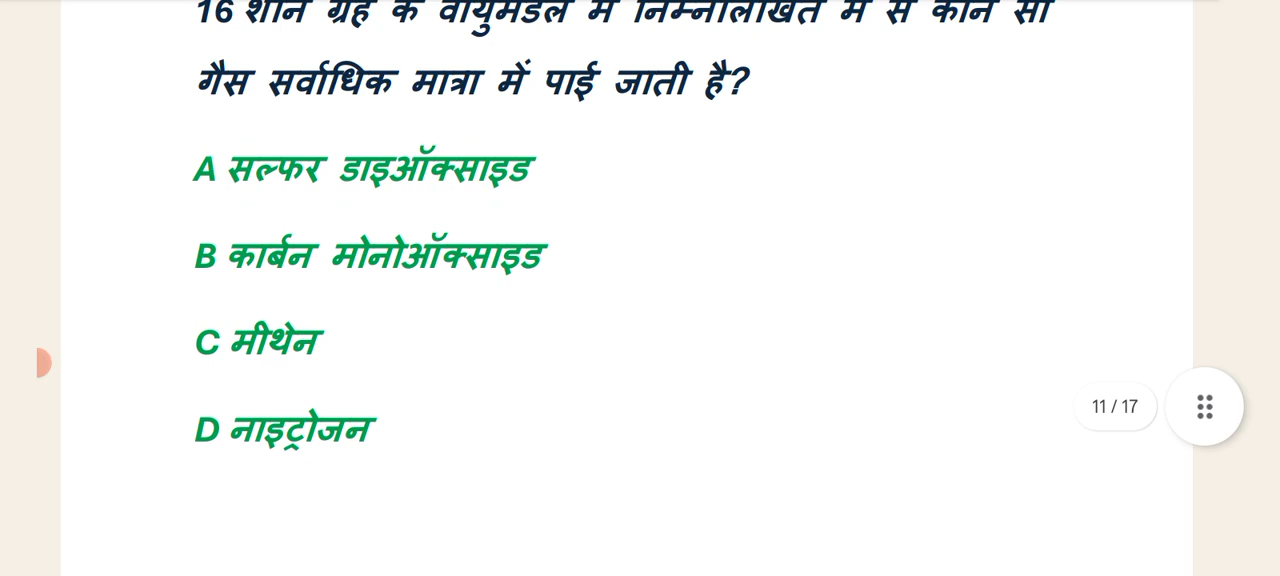 16 शनि ग्रह के वायुमंडल में निम्नलिखित में से कौन सी
गैस सर्वाधिक मात्रा में पाई जाती है?
A सल्फर डाइऑक्साइड
B कार्बन मोनोऑक्साइड
C मीथेन
D नाइट्रोजन
11 / 17